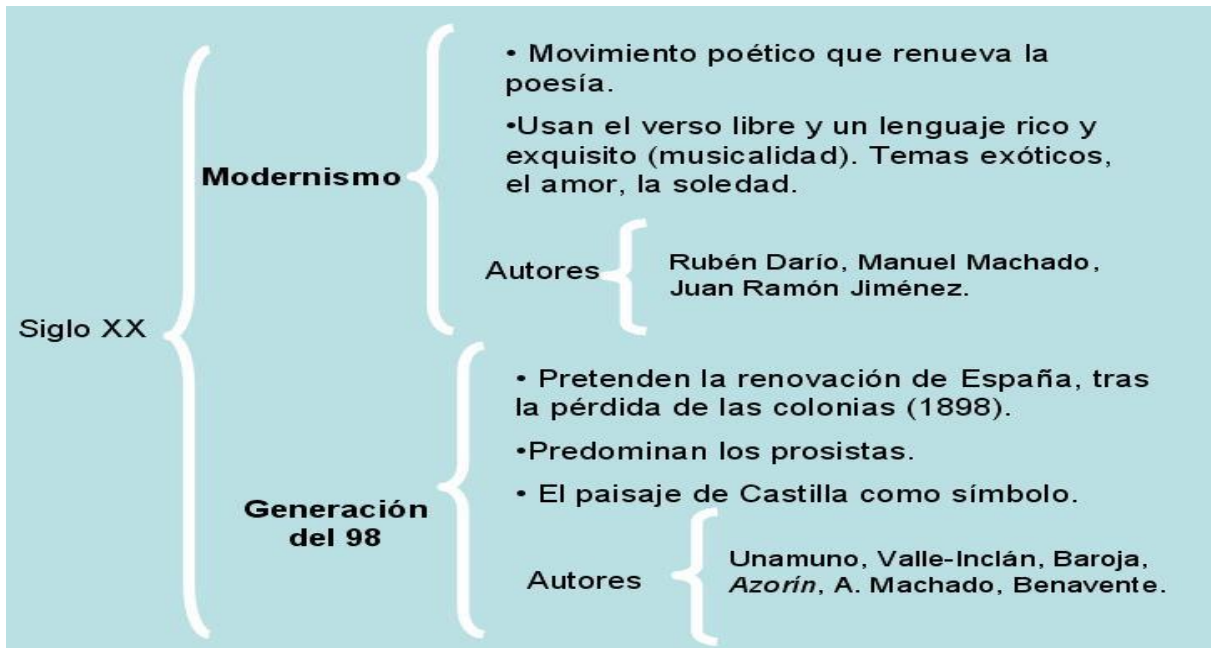 Siglo XX
Modernismo
• Movimiento poético que renueva la
poesía.
•Usan el verso libre y un lenguaje rico y
exquisito (musicalidad). Temas exóticos,
el amor, la soledad.
Autores
Rubén Darío, Manuel Machado,
Juan Ramón Jiménez.
Generación
del 98
• Pretenden la renovación de España, tras
la pérdida de las colonias (1898).
•Predominan los prosistas.
• El paisaje de Castilla como símbolo.
Autores
Unamuno, Valle-Inclán, Baroja,
Azorín, A. Machado, Benavente.